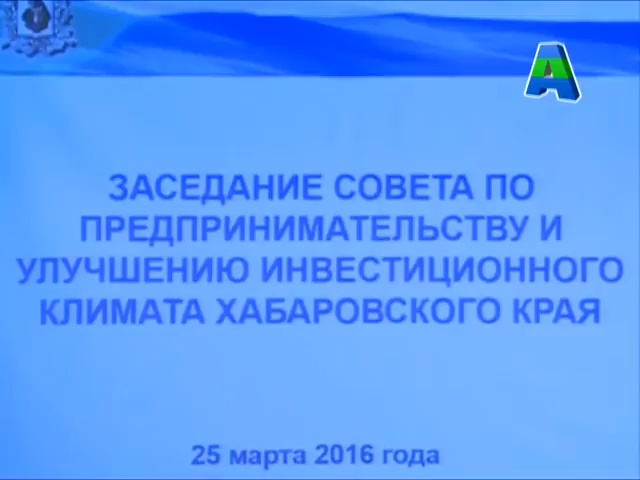 А
ЗАСЕДАНИЕ СОВЕТА ПО
ПРЕДПРИНИМАТЕЛЬСТВУ И
УЛУЧШЕНИЮ ИНВЕСТИЦИОННОГО
КЛИМАТА ХАБАРОВСКОГО КРАЯ
25 марта 2016 года